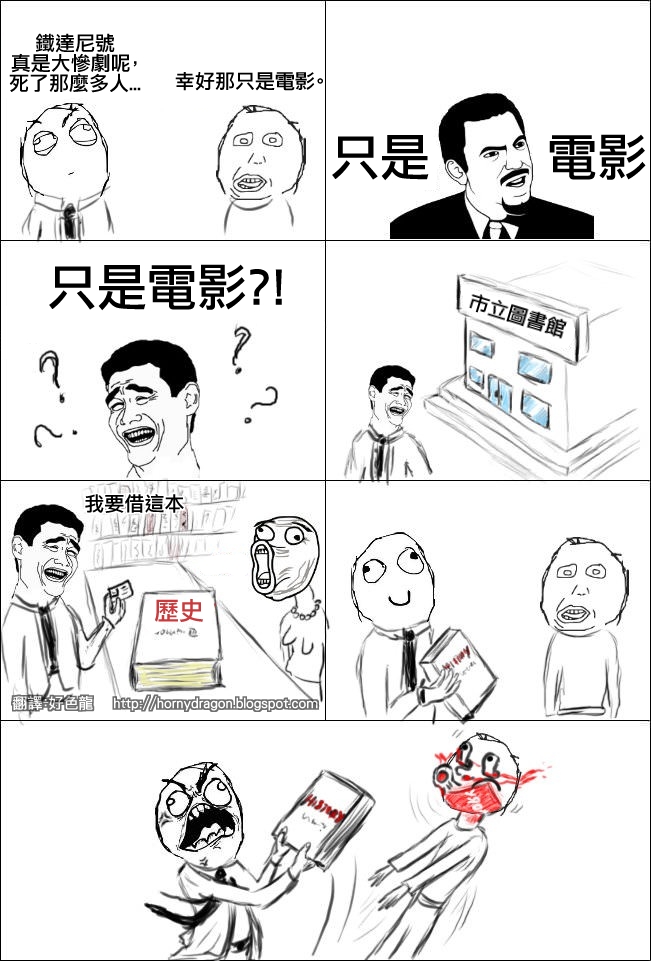 鐵達尼號
真是大慘劇呢,
死了那麼多人...
幸好那只是電影。
只是
電影
只是電影?!
市立圖書館
我要借這本
歷史
翻譯:好色龍 http://hornydragon.blogspot.com
HISTORY
HISTORY